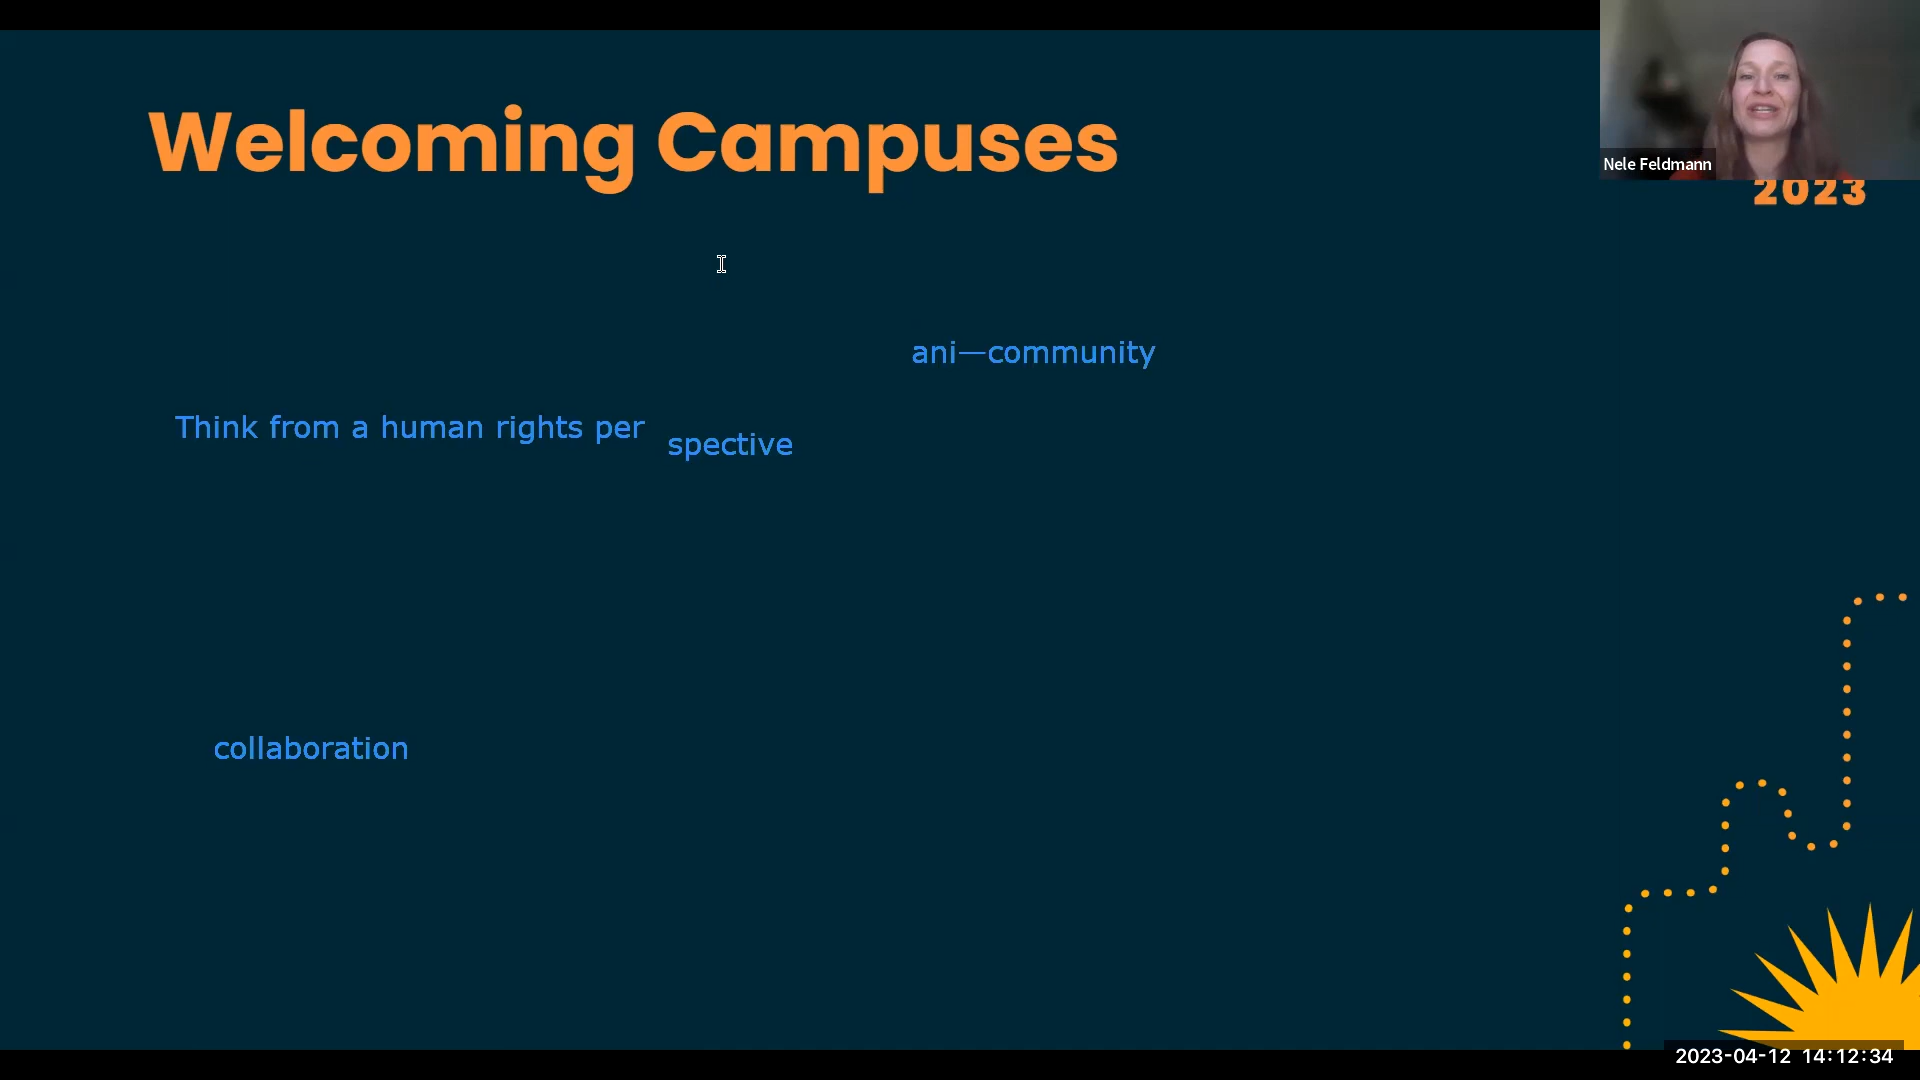 Welcoming Campuses
Nele Feldmann
2023
ani—community
Think from a human rights per
spective
collaboration
2023-04-12 14:12:34